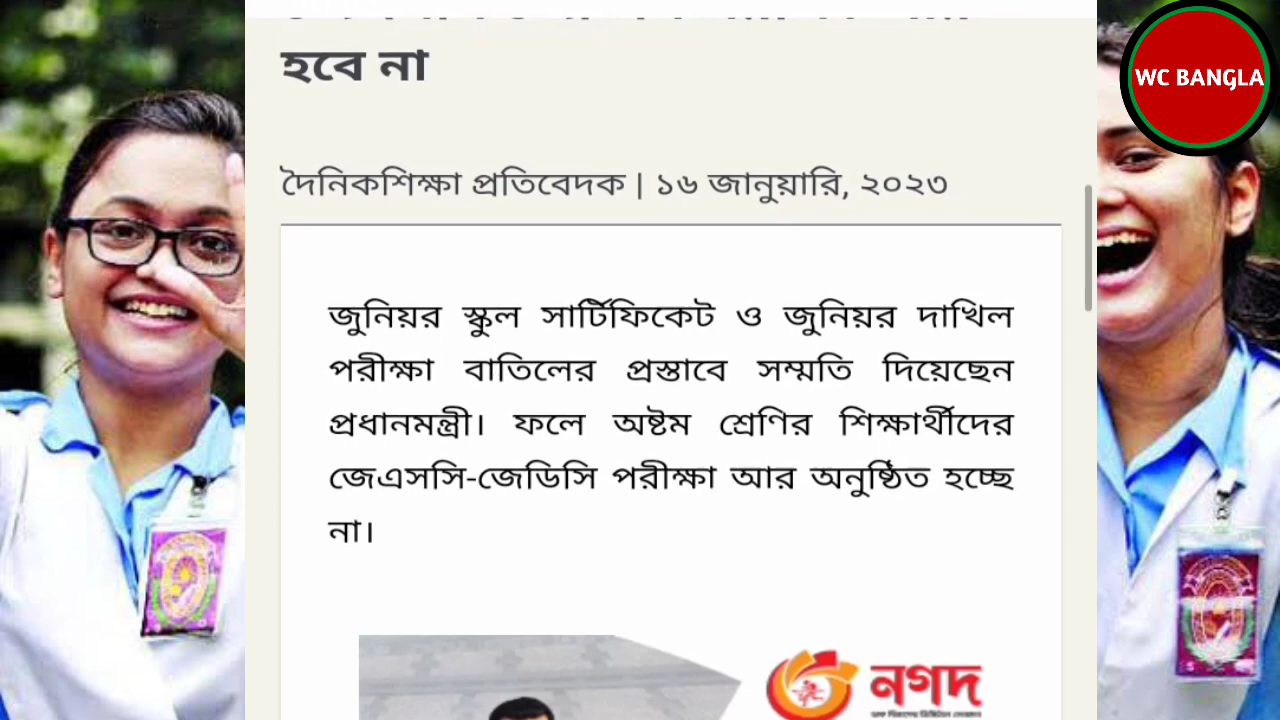 হবে না
WC BANGLA
দৈনিকশিক্ষা প্রতিবেদক | ১৬ জানুয়ারি, ২০২৩
জুনিয়র স্কুল সার্টিফিকেট ও জুনিয়র দাখিল
পরীক্ষা বাতিলের প্রস্তাবে সম্মতি দিয়েছেন
প্রধানমন্ত্রী। ফলে অষ্টম শ্রেণির শিক্ষার্থীদের
জেএসসি-জেডিসি পরীক্ষা আর অনুষ্ঠিত হচ্ছে
না।
নগদ